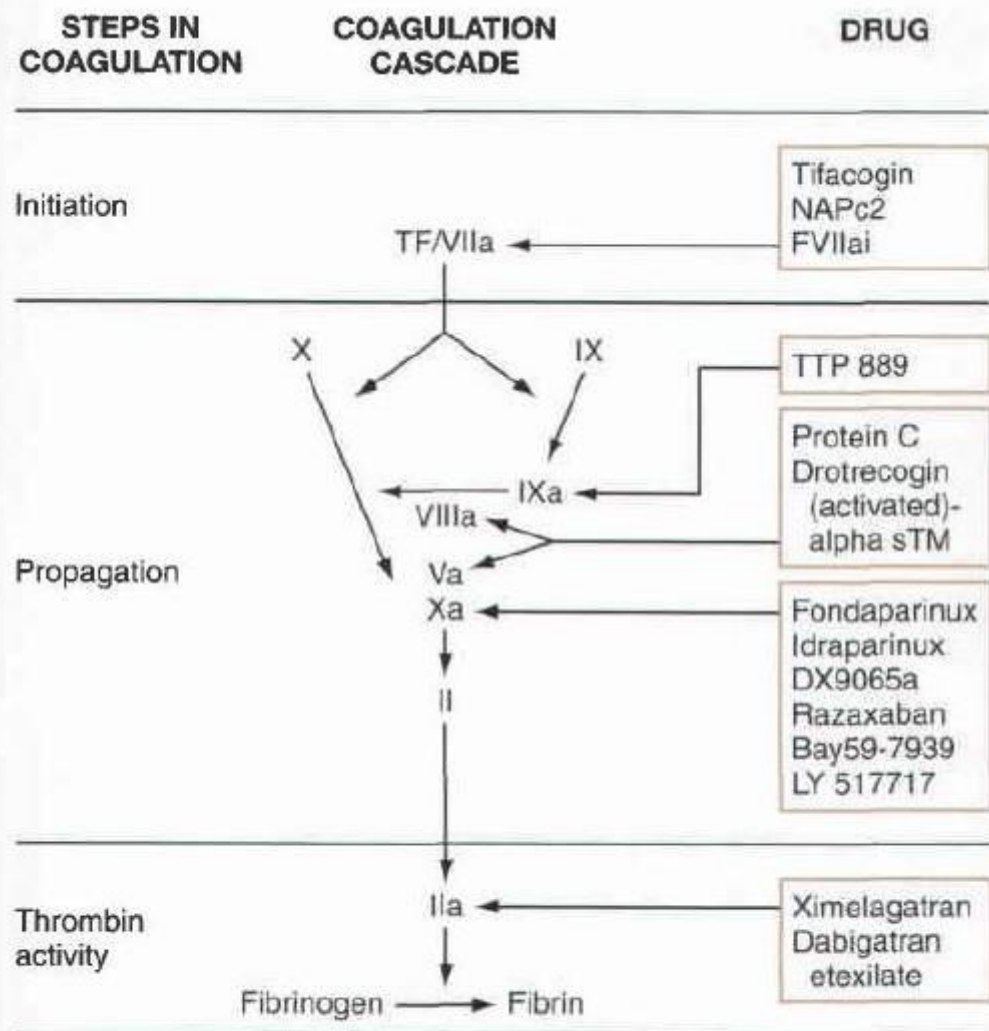 STEPS IN
COAGULATION
COAGULATION
CASCADE
DRUG
Initiation
TF/VIIa
Tifacogin
NAPc2
FVIIai
X
IX
TTP 889
IXa
VIIIa
Protein C
Drotrecogin
(activated)-
alpha sTM
Propagation
Va
Xa
Fondaparinux
Idraparinux
DX9065a
Razaxaban
Bay59-7939
LY 517717
II
Thrombin
activity
IIa
Ximelagatran
Dabigatran
etexilate
Fibrinogen
Fibrin